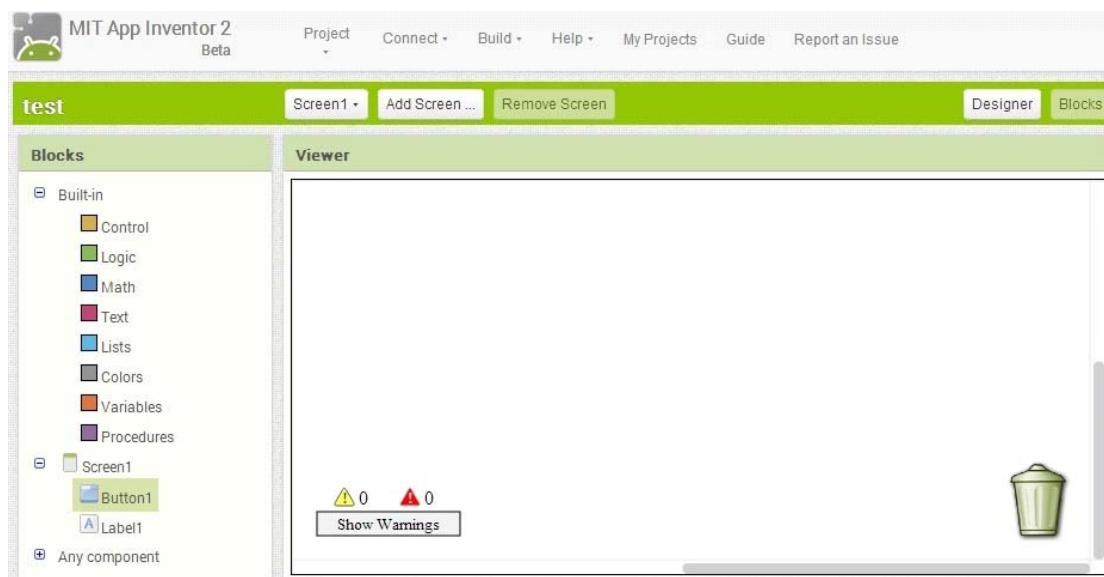 MIT App Inventor 2
Beta
Project Connect Build Help My Projects Guide Report an Issue
test Screen1 Add Screen ... Remove Screen Designer Blocks
Blocks Viewer
Built-in
Control
Logic
Math
Text
Lists
Colors
Variables
Procedures
Screen1
Button1
A Label1
Any component
0 0
Show Warnings